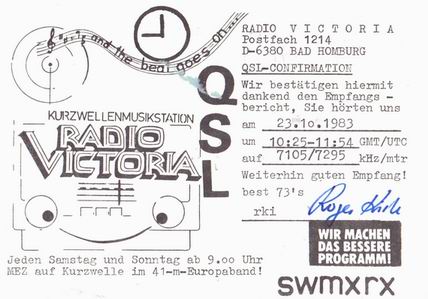 and the beat goes on...
KURZWELLENMUSIKSTATION
RADIO
VICTORIA
Jeden Samstag und Sonntag ab 9.00 Uhr
MEZ auf Kurzwelle im 41-m-Europaband!
QSL
RADIO VICTORIA
Postfach 1214
D-6380 BAD HOMBURG
QSL-CONFIRMATION
Wir bestätigen hiermit
dankend den Empfangs-
bericht, Sie hörten uns
am 23.10.1983
um 10:25-11:54 GMT/UTC
auf 7105/7295 kHz/mtr
Weiterhin guten Empfang!
best 73's
rki
WIR MACHEN
DAS BESSERE
PROGRAMM!
swmxrx